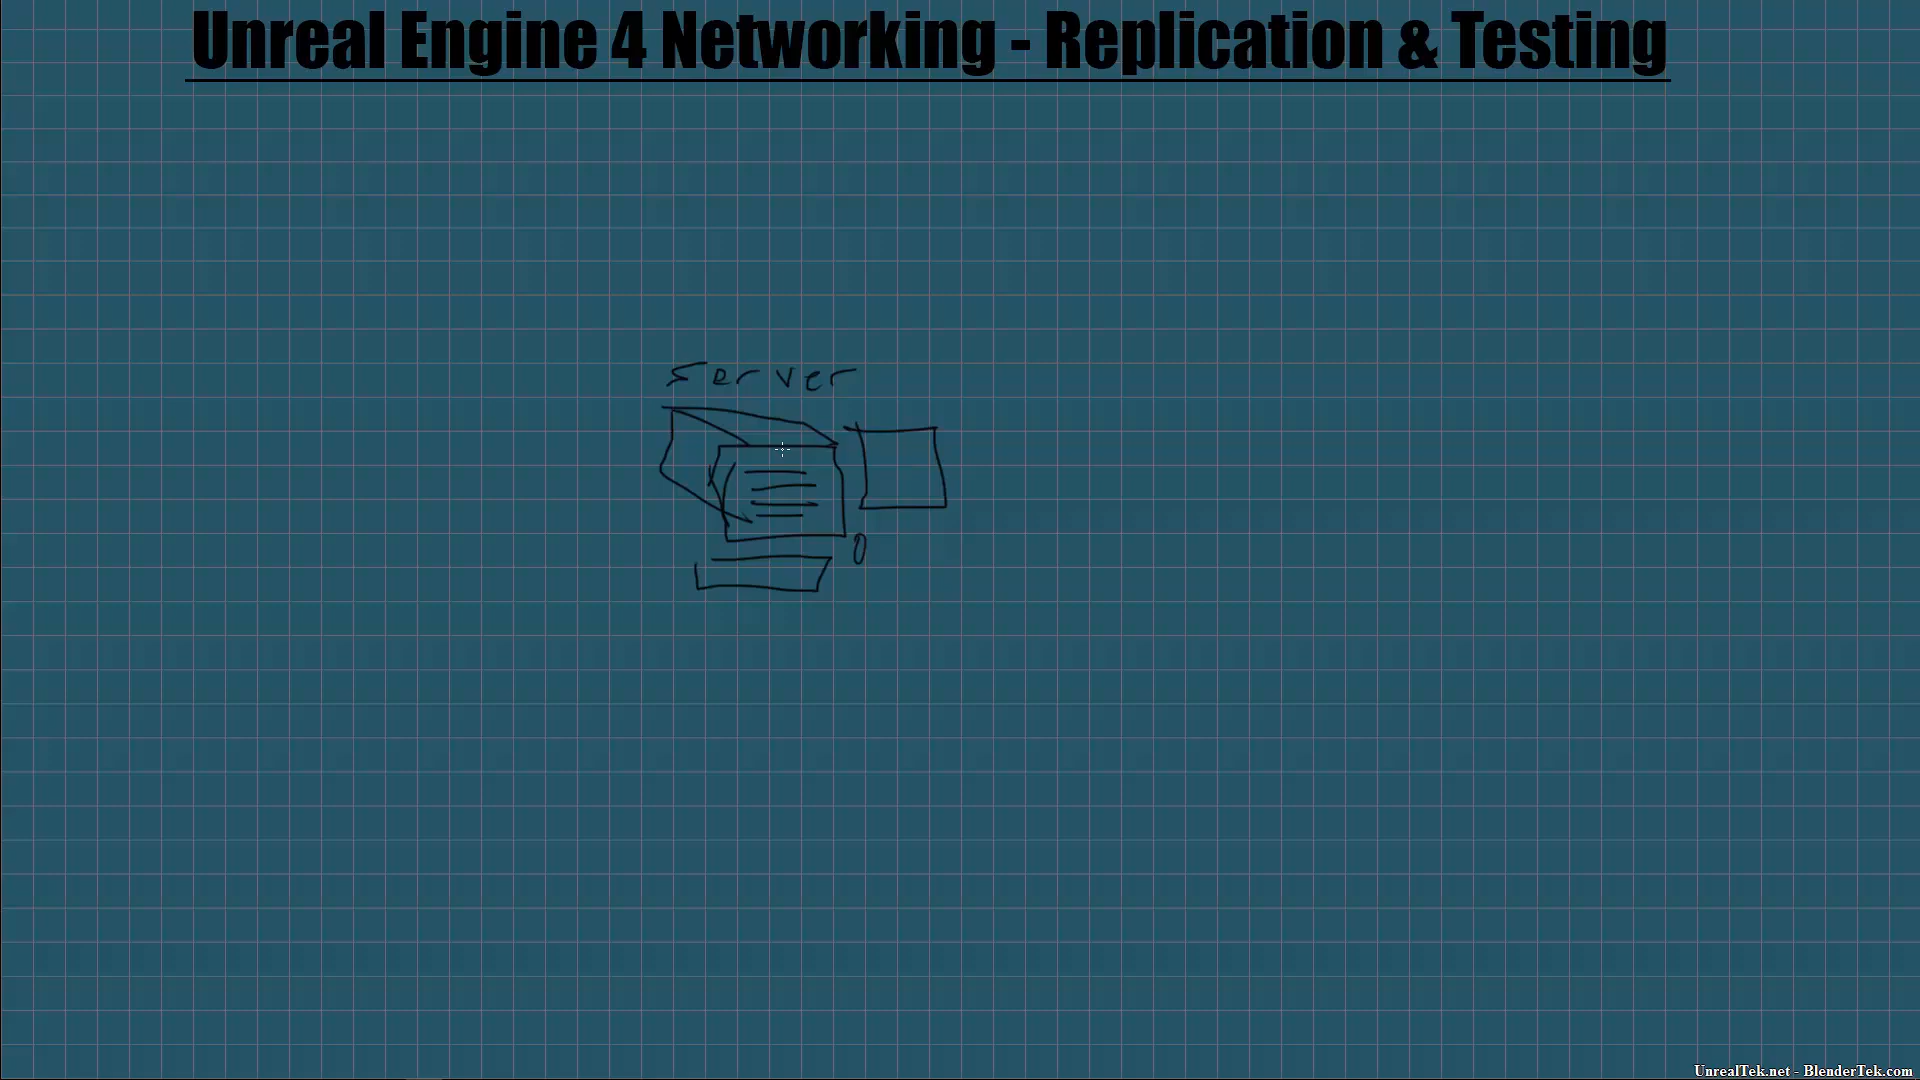 Unreal Engine 4 Networking - Replication & Testing
server
UnrealTek.net - BlenderTek.com